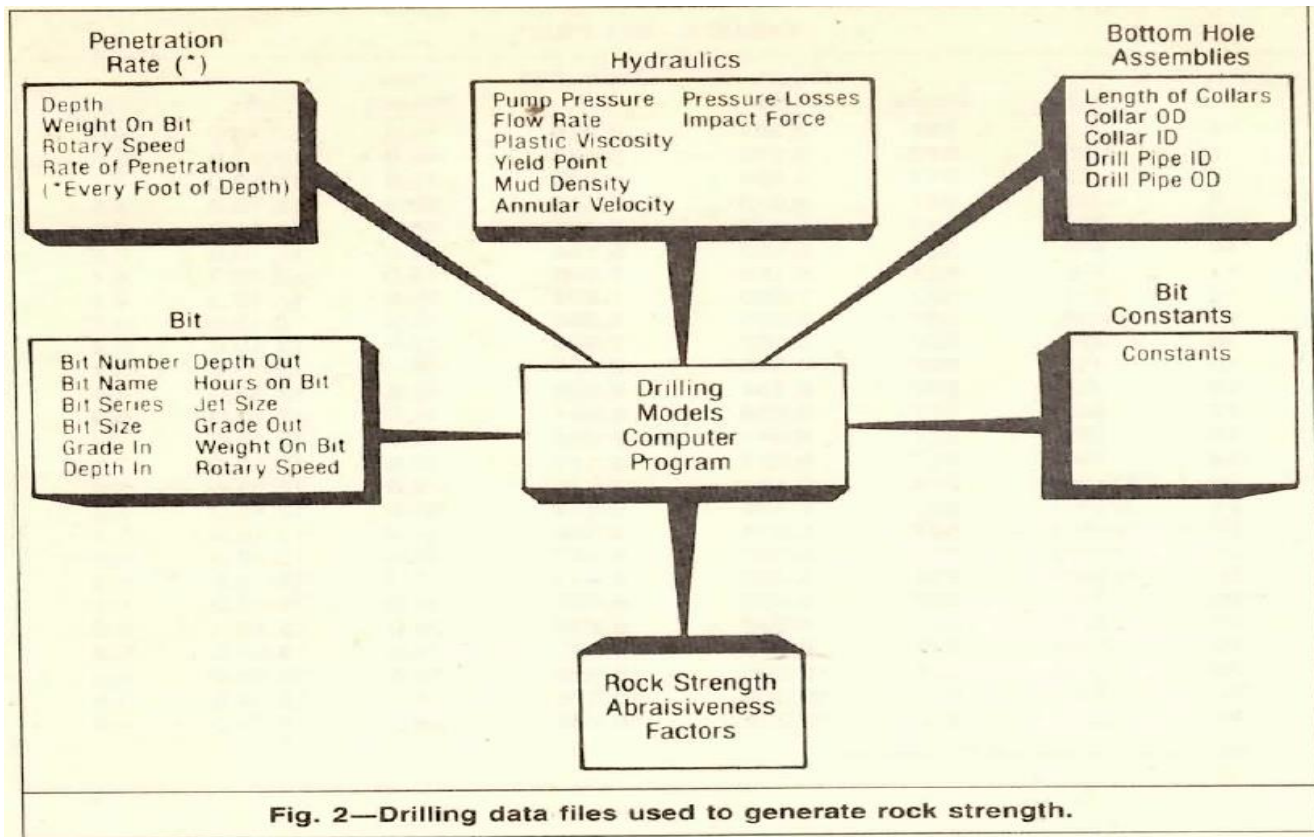 Penetration
Rate (*)
Depth
Weight On Bit
Rotary Speed
Rate of Penetration
(*Every Foot of Depth)
Hydraulics
Pump Pressure Pressure Losses
Flow Rate Impact Force
Plastic Viscosity
Yield Point
Mud Density
Annular Velocity
Bottom Hole
Assemblies
Length of Collars
Collar OD
Collar ID
Drill Pipe ID
Drill Pipe OD
Bit
Bit Number Depth Out
Bit Name Hours on Bit
Bit Series Jet Size
Bit Size Grade Out
Grade In Weight On Bit
Depth In Rotary Speed
Drilling
Models
Computer
Program
Bit
Constants
Constants
Rock Strength
Abraisiveness
Factors
Fig. 2—Drilling data files used to generate rock strength.